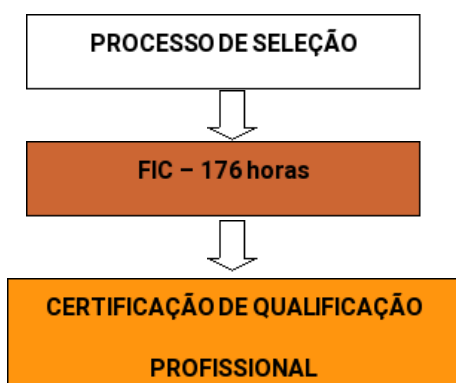 PROCESSO DE SELEÇÃO
FIC – 176 horas
CERTIFICAÇÃO DE QUALIFICAÇÃO
PROFISSIONAL